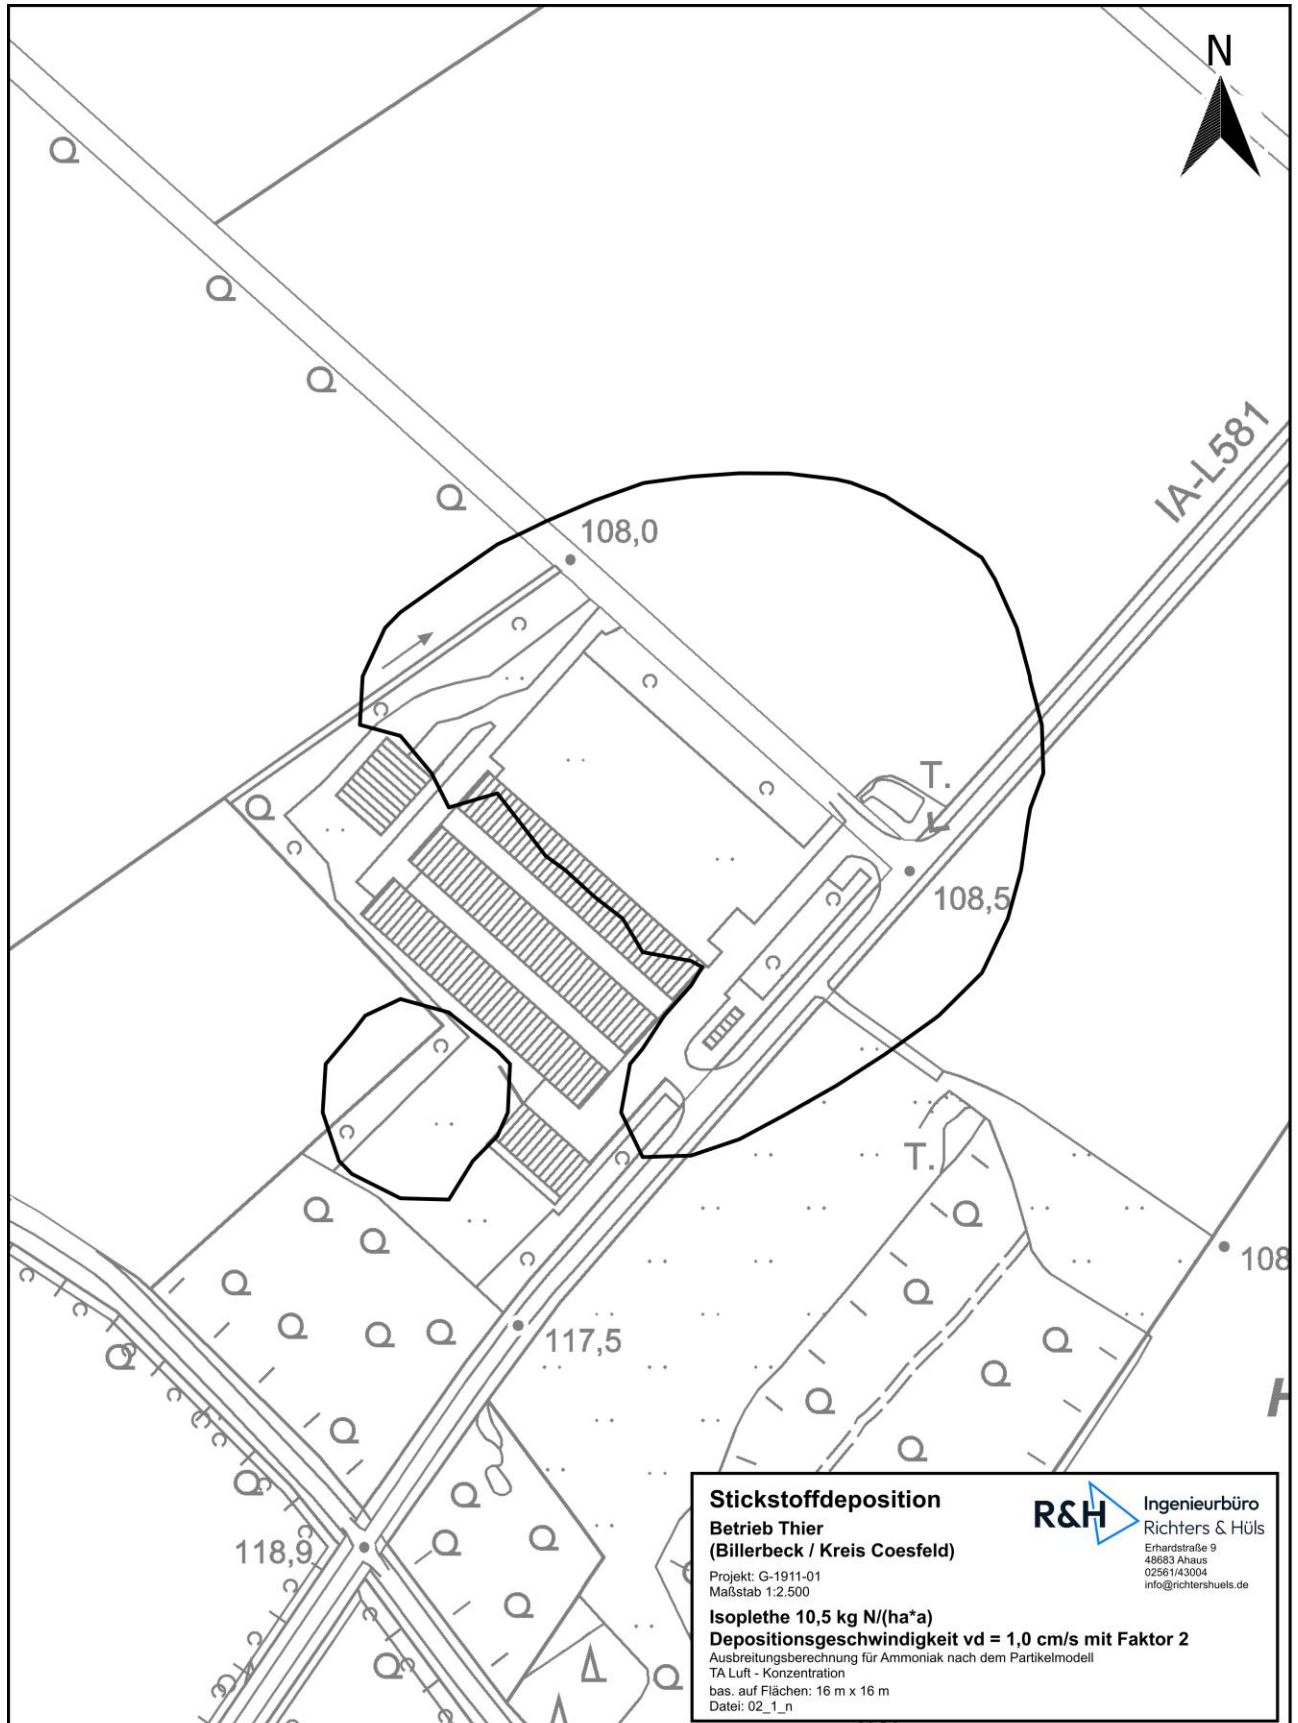 N
IA-L581
108,0
T.
108,5
T.
108
117,5
H
118,9
Stickstoffdeposition
Betrieb Thier
(Billerbeck / Kreis Coesfeld)
Projekt: G-1911-01
Maßstab 1:2.500
R&H Ingenieurbüro
Richters & Hüls
Erhardstraße 9
48683 Ahaus
02561/43004
info@richtershuels.de
Isoplethe 10,5 kg N/(ha*a)
Depositionsgeschwindigkeit vd = 1,0 cm/s mit Faktor 2
Ausbreitungsberechnung für Ammoniak nach dem Partikelmodell
TA Luft - Konzentration
bas. auf Flächen: 16 m x 16 m
Datei: 02_1_n